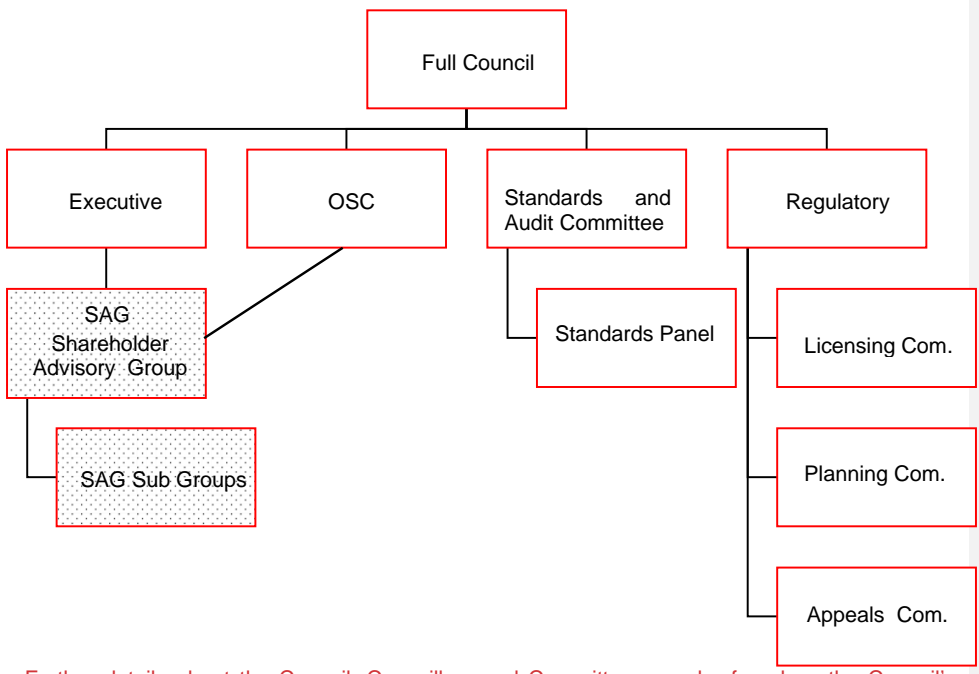 Full Council
Executive
OSC
Standards and
Audit Committee
Regulatory
SAG
Shareholder
Advisory Group
Standards Panel
Licensing Com.
SAG Sub Groups
Planning Com.
Appeals Com.